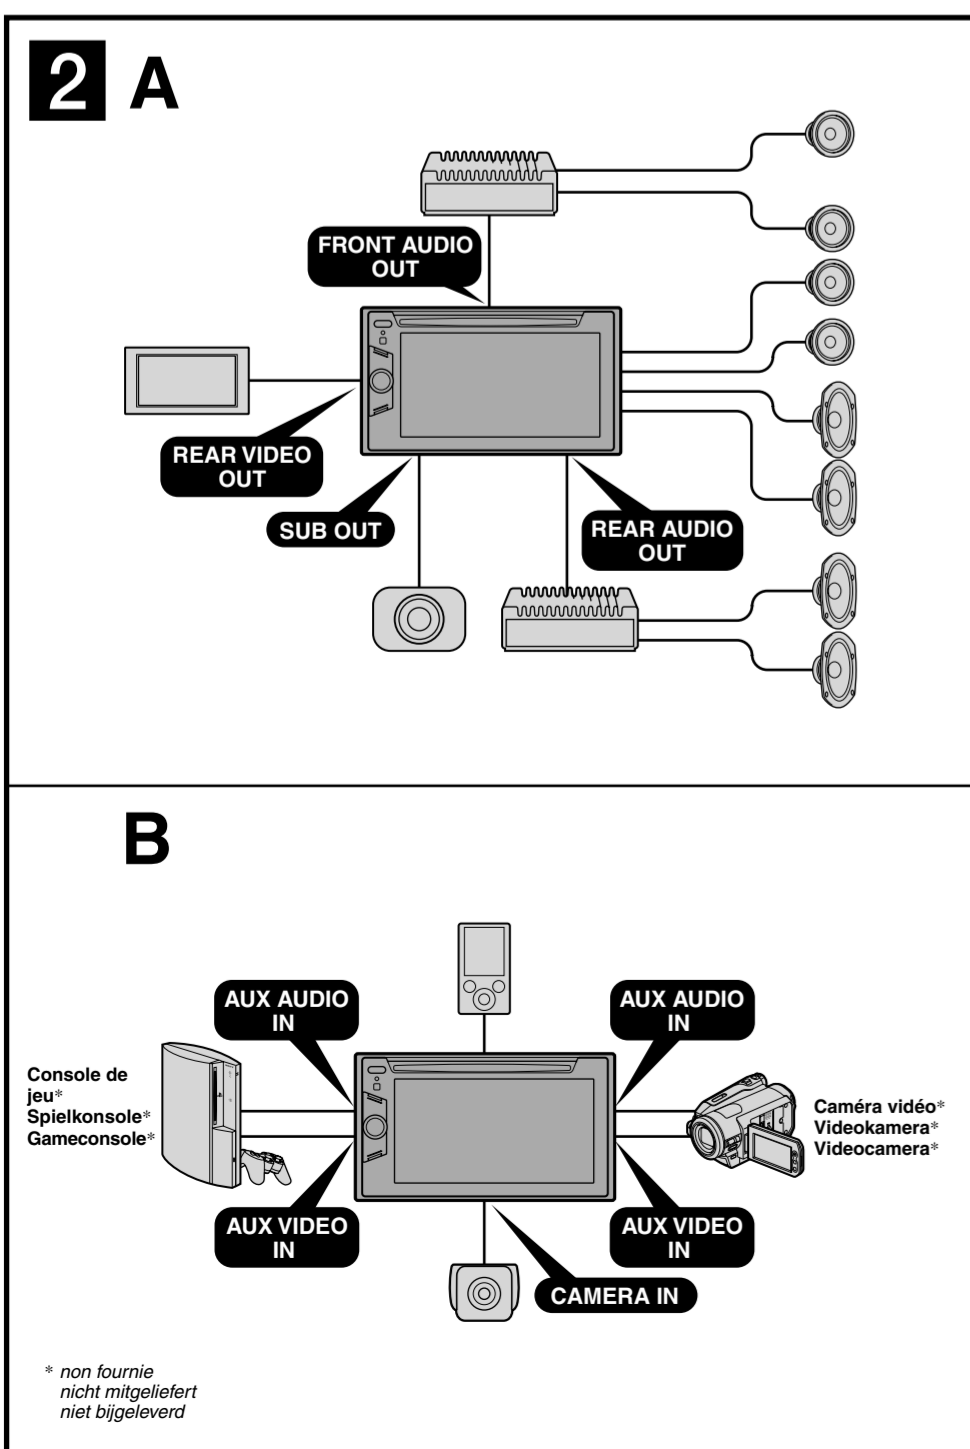 2 A
FRONT AUDIO
OUT
REAR VIDEO
OUT
SUB OUT
REAR AUDIO
OUT
B
AUX AUDIO
IN
AUX AUDIO
IN
Console de
jeu*
Spielkonsole*
Gameconsole*
Caméra vidéo*
Videokamera*
Videocamera*
AUX VIDEO
IN
AUX VIDEO
IN
CAMERA IN
* non fournie
nicht mitgeliefert
niet bijgeleverd